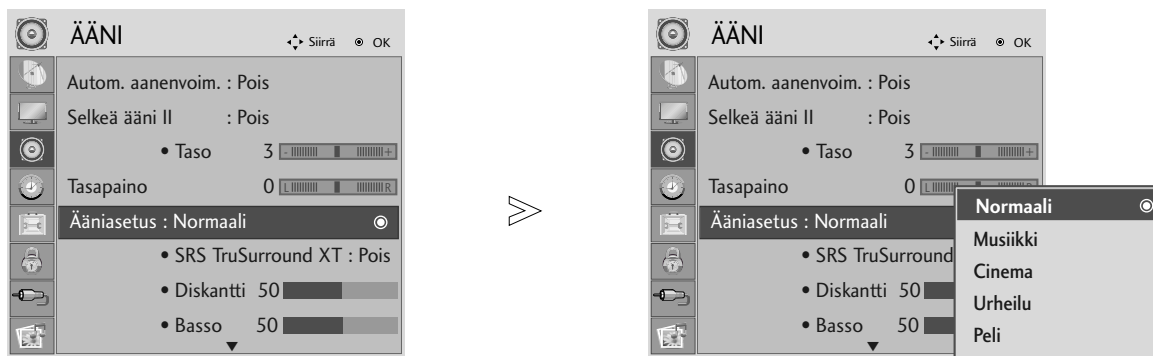 ÄÄNI Siirrä OK
Autom. aanenvoim. : Pois
Selkeä ääni II : Pois
• Taso 3 - +
Tasapaino 0 L R
Ääniasetus : Normaali
• SRS TruSurround XT : Pois
• Diskantti 50
• Basso 50
ÄÄNI Siirrä OK
Autom. aanenvoim. : Pois
Selkeä ääni II : Pois
• Taso 3 - +
Tasapaino 0 L R
Ääniasetus : Normaali
• SRS TruSurround
• Diskantti 50
• Basso 50
Normaali
Musiikki
Cinema
Urheilu
Peli